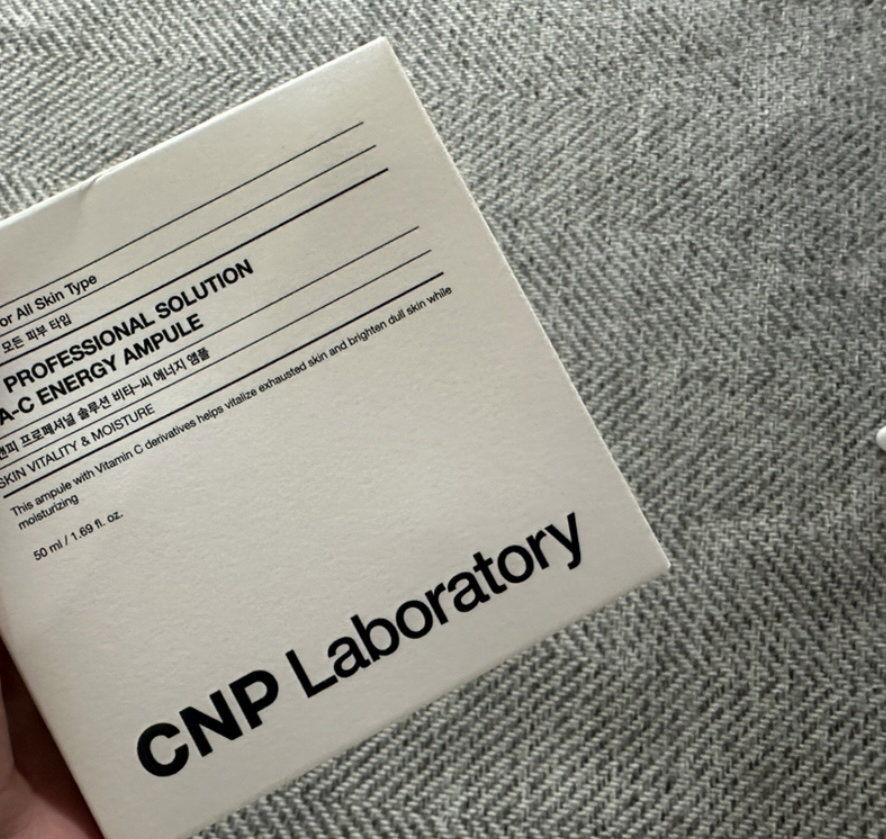 or All Skin Type
모든 피부 타입
PROFESSIONAL SOLUTION
A-C ENERGY AMPULE
앤피 프로페셔널 솔루션 비타-씨 에너지 앰플
SKIN VITALITY & MOISTURE
This ampule with Vitamin C derivatives helps vitalize exhausted skin and brighten dull skin while
moisturizing
50 ml / 1.69 fl. oz.
CNP Laboratory